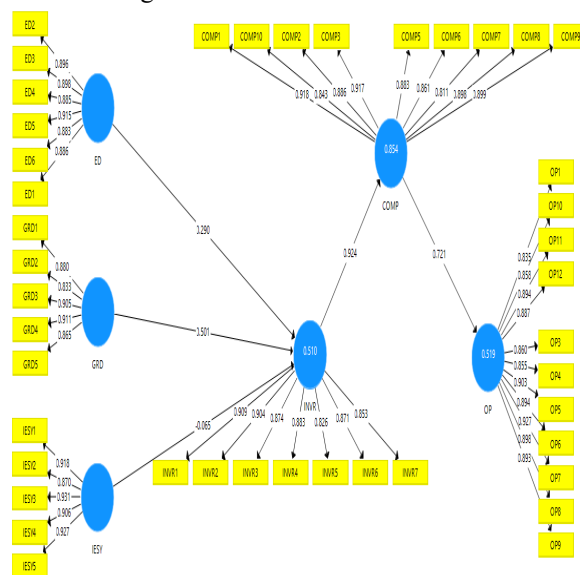 ED2
ED3
ED4
ED5
ED6
ED1
0.896
0.898
0.885
0.915
0.883
0.886
ED
GRD1
GRD2
GRD3
GRD4
GRD5
0.880
0.833
0.905
0.911
0.865
GRD
IESY1
IESY2
IESY3
IESY4
IESY5
0.918
0.870
0.931
0.906
0.927
IESY
0.290
0.501
-0.065
0.510
INVR
0.909
0.904
0.874
0.883
0.826
0.871
0.853
INVR1
INVR2
INVR3
INVR4
INVR5
INVR6
INVR7
0.924
COMP1
COMP10
COMP2
COMP3
COMP5
COMP6
COMP7
COMP8
COMP9
0.918
0.843
0.886
0.917
0.883
0.861
0.811
0.898
0.899
0.854
COMP
0.721
0.519
OP
0.835
0.858
0.894
0.887
0.860
0.855
0.903
0.894
0.927
0.898
0.893
OP1
OP10
OP11
OP12
OP3
OP4
OP5
OP6
OP7
OP8
OP9